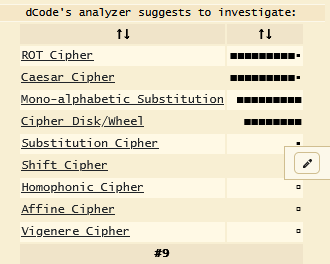 dCode's analyzer suggests to investigate:
↑↓ ↑↓
ROT Cipher ■■■■■■■■■▪
Caesar Cipher ■■■■■■■■■▪
Mono-alphabetic Substitution ■■■■■■■■■
Cipher Disk/Wheel ■■■■■■■■
Substitution Cipher ▪
Shift Cipher
Homophonic Cipher ▫
Affine Cipher ▫
Vigenere Cipher ▫
#9